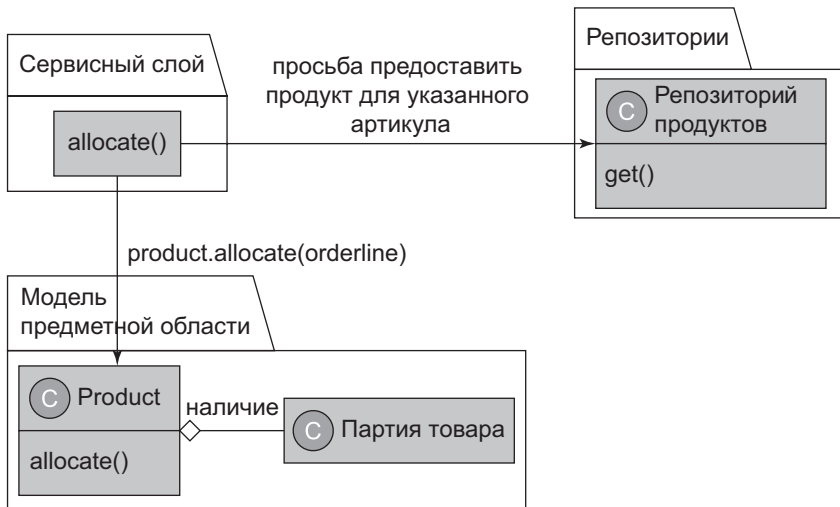 Сервисный слой
allocate()
просьба предоставить
продукт для указанного
артикула
Репозитории
C
Репозиторий
продуктов
get()
product.allocate(orderline)
Модель
предметной области
C
Product
allocate()
наличие
C
Партия товара